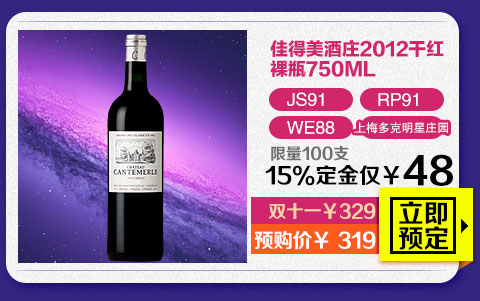 佳得美酒庄2012干红
裸瓶750ML
JS91
RP91
WE88
上梅多克明星庄园
限量100支
15%定金仅￥48
双十一￥329
预购价￥ 319
立即
预定
CHATEAU
CANTEMERLE